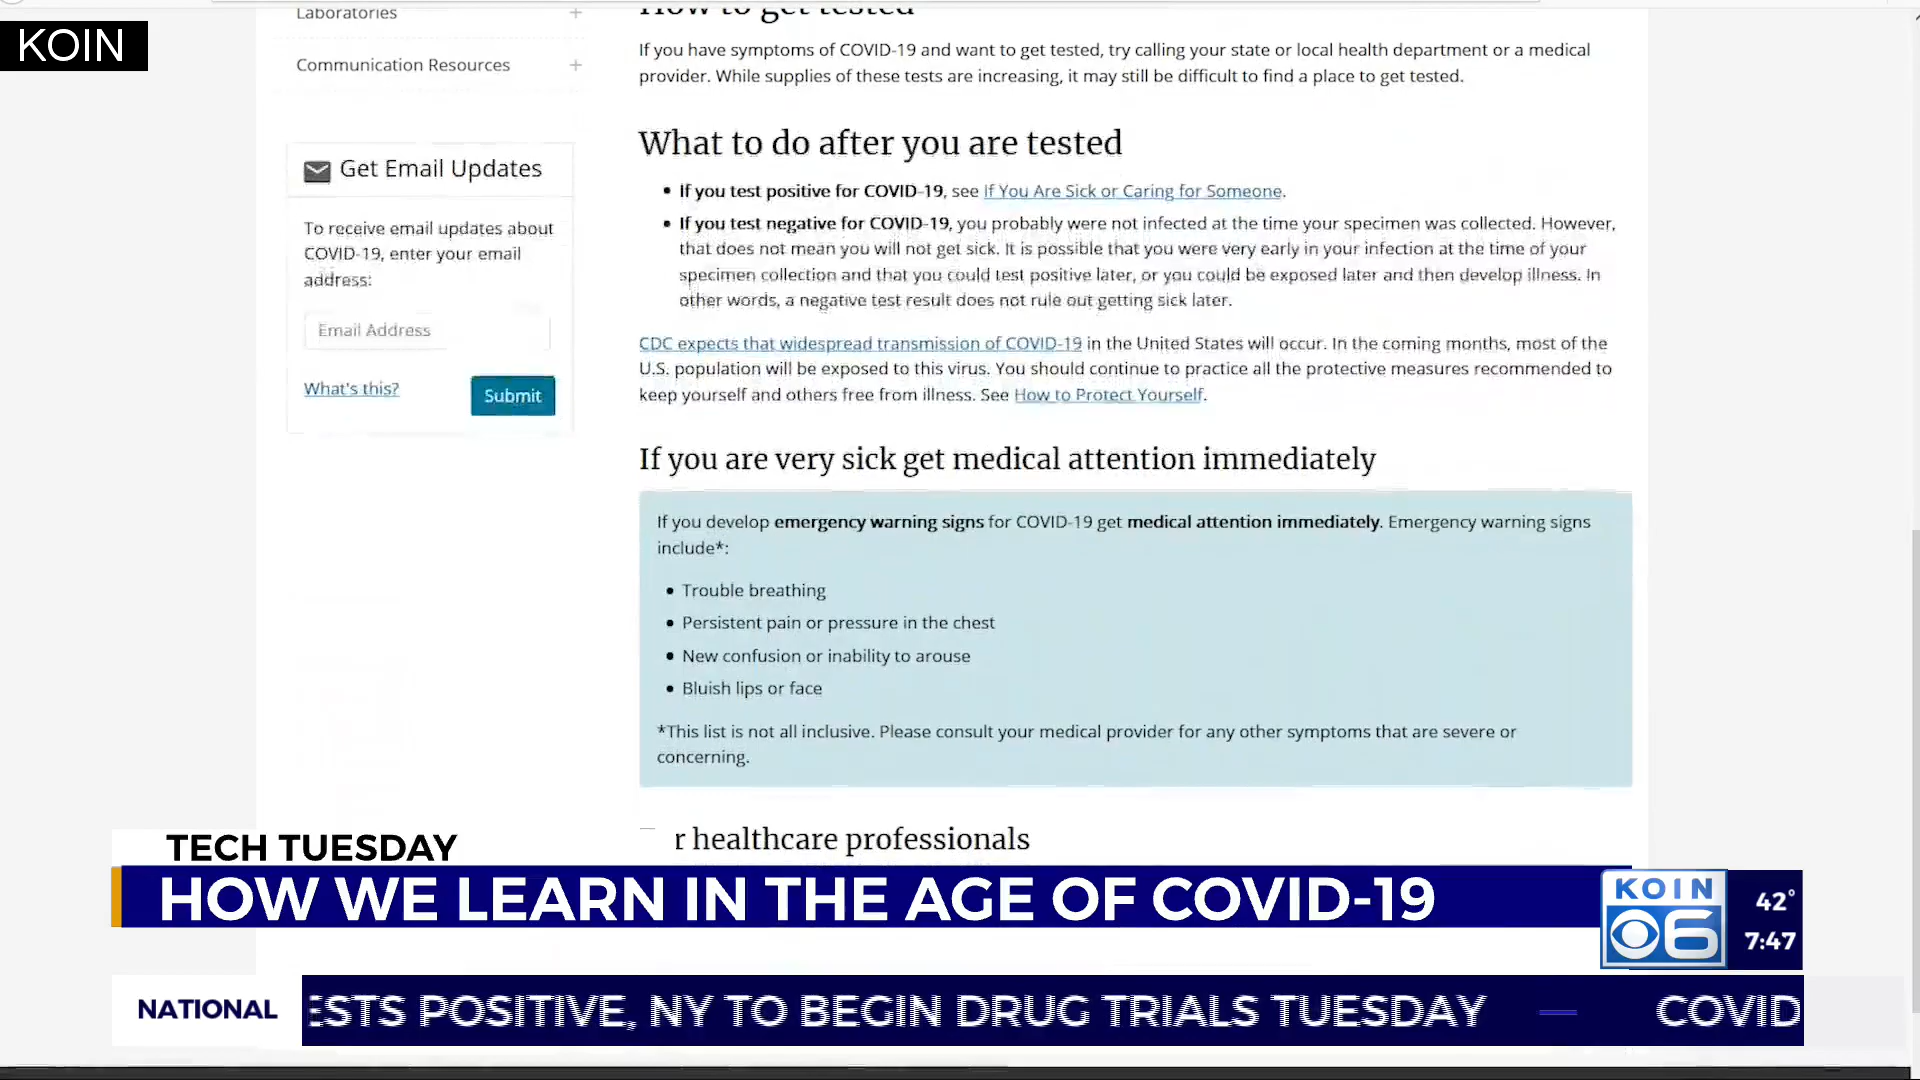 KOIN
Laboratories
Communication Resources
Get Email Updates
To receive email updates about
COVID-19, enter your email
address:
Email Address
What's this?
Submit
How to get tested
If you have symptoms of COVID-19 and want to get tested, try calling your state or local health department or a medical
provider. While supplies of these tests are increasing, it may still be difficult to find a place to get tested.
What to do after you are tested
• If you test positive for COVID-19, see If You Are Sick or Caring for Someone.
• If you test negative for COVID-19, you probably were not infected at the time your specimen was collected. However,
that does not mean you will not get sick. It is possible that you were very early in your infection at the time of your
specimen collection and that you could test positive later, or you could be exposed later and then develop illness. In
other words, a negative test result does not rule out getting sick later.
CDC expects that widespread transmission of COVID-19 in the United States will occur. In the coming months, most of the
U.S. population will be exposed to this virus. You should continue to practice all the protective measures recommended to
keep yourself and others free from illness. See How to Protect Yourself.
If you are very sick get medical attention immediately
If you develop emergency warning signs for COVID-19 get medical attention immediately. Emergency warning signs
include*:
• Trouble breathing
• Persistent pain or pressure in the chest
• New confusion or inability to arouse
• Bluish lips or face
*This list is not all inclusive. Please consult your medical provider for any other symptoms that are severe or
concerning.
r healthcare professionals
TECH TUESDAY
HOW WE LEARN IN THE AGE OF COVID-19
KOIN
6
42°
7:47
NATIONAL
ESTS POSITIVE, NY TO BEGIN DRUG TRIALS TUESDAY — COVID